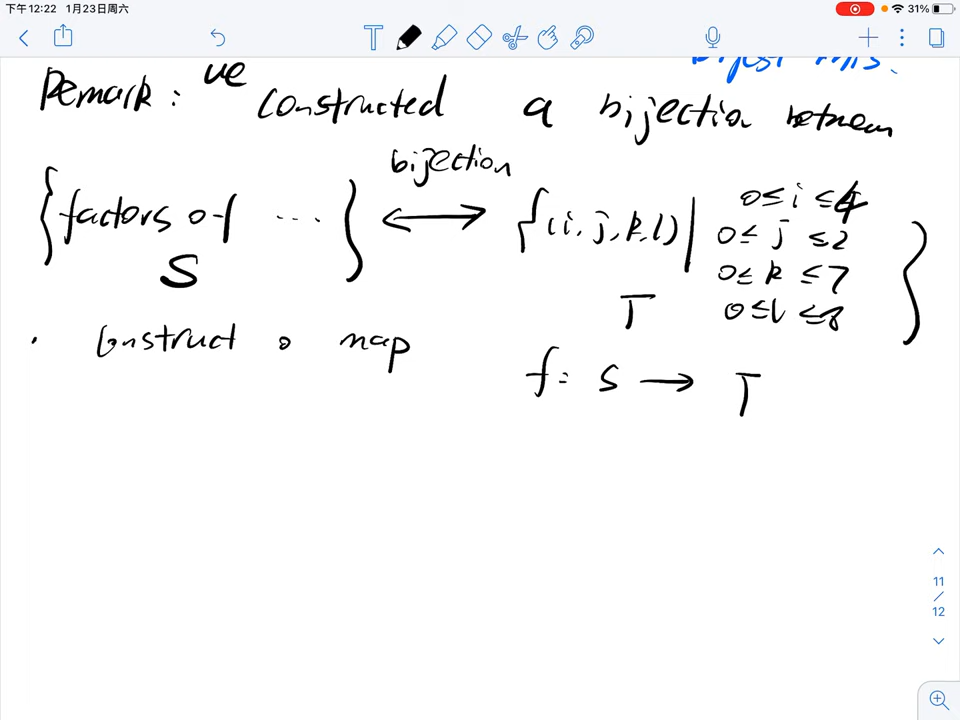 下午12:22 1月23日周六 31%
T
Remark: we constructed a bijection between
bijection
{factors of ...} ↔ {(i, j, k, l) | 0 ≤ i ≤ 4
0 ≤ j ≤ 2
0 ≤ k ≤ 7
0 ≤ l ≤ 8 }
S T
· Construct a map f: S → T
11
/
12